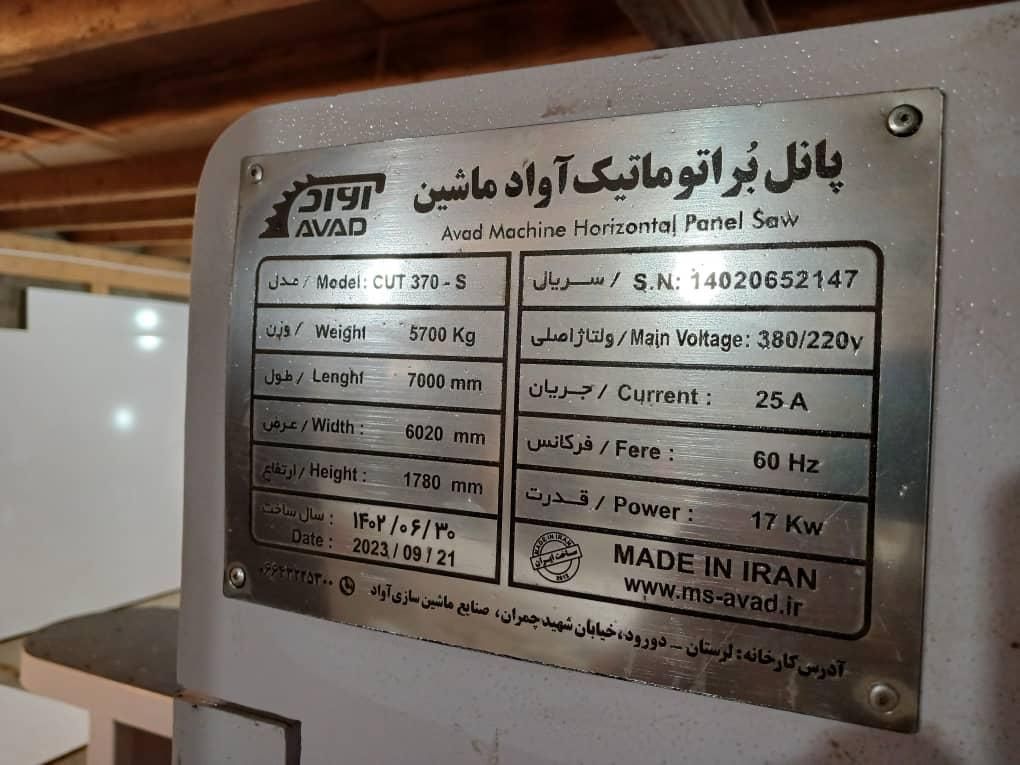 آواد
AVAD
پانل بُر اتوماتیک آواد ماشین
Avad Machine Horizontal Panel Saw
مدل / Model: CUT 370 - S
وزن / Weight 5700 Kg
طول / Lenght 7000 mm
عرض / Width : 6020 mm
ارتفاع / Height : 1780 mm
سال ساخت : ۱۴۰۲/۰۶/۳۰
Date : 2023/09/21
سریال / S.N: 14020652147
ولتاژ اصلی / Main Voltage: 380/220v
جریان / Current : 25 A
فرکانس / Fere : 60 Hz
قدرت / Power : 17 Kw
MADE IN IRAN
ساخت ایران
MADE IN IRAN
www.ms-avad.ir
آدرس کارخانه: لرستان - دورود، خیابان شهید چمران، صنایع ماشین سازی آواد